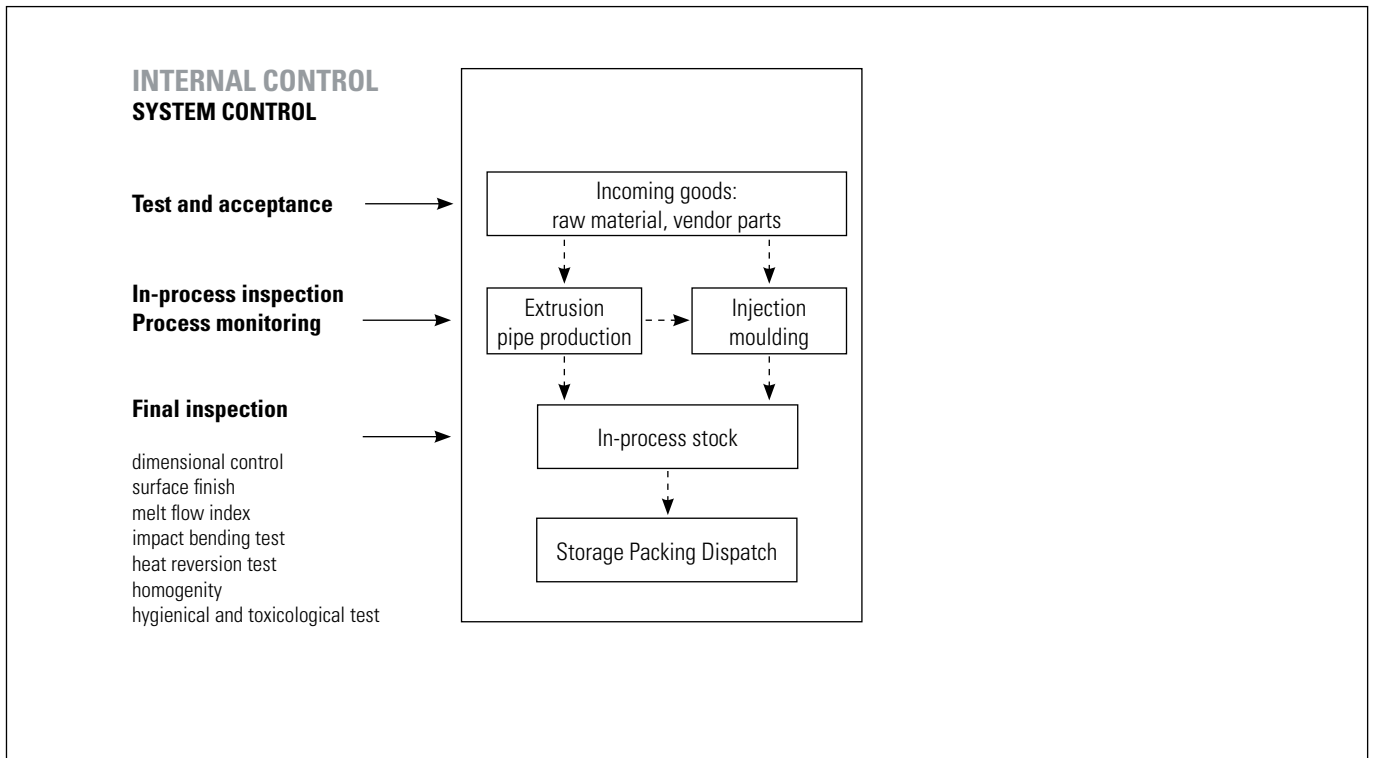 INTERNAL CONTROL
SYSTEM CONTROL
Test and acceptance
Incoming goods:
raw material, vendor parts
In-process inspection
Process monitoring
Extrusion
pipe production
Injection
moulding
Final inspection
In-process stock
dimensional control
surface finish
melt flow index
impact bending test
heat reversion test
homogenity
hygienical and toxicological test
Storage Packing Dispatch